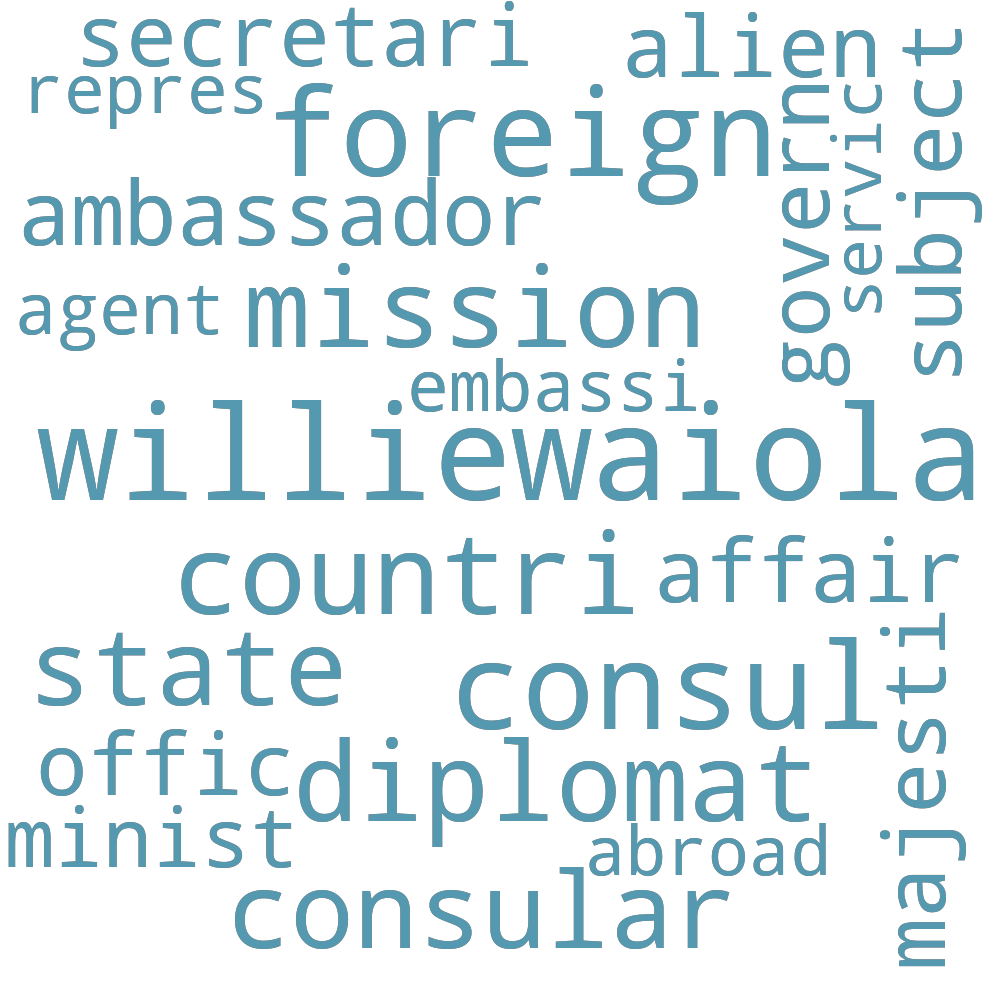 secretari
alien
repres
foreign
govern
servic
subject
ambassador
agent
mission
embassi
williewaiola
countri
affair
state
consul
majesti
offic
diplomat
minist
abroad
consular